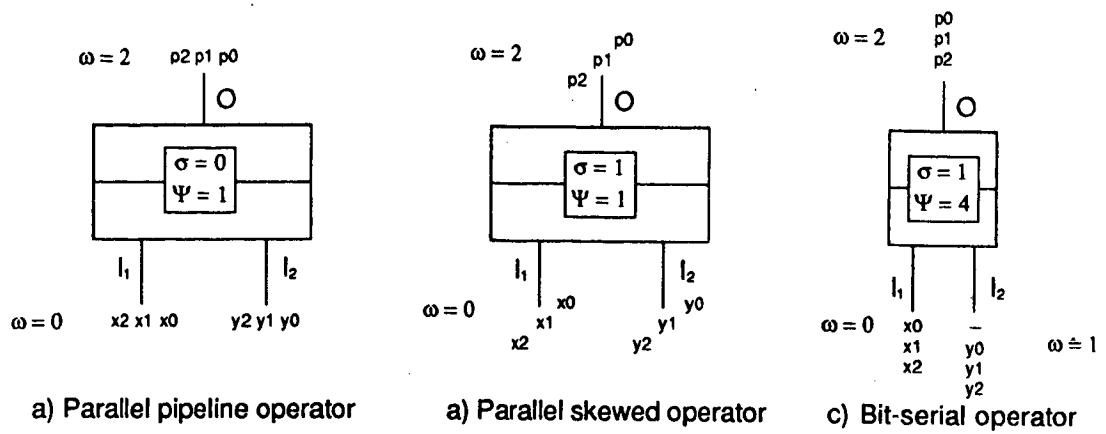 ω = 2 p2 p1 p0
O
σ = 0
Ψ = 1
I₁ I₂
ω = 0 x2 x1 x0 y2 y1 y0
a) Parallel pipeline operator
ω = 2 p2 p1 p0
O
σ = 1
Ψ = 1
I₁ I₂
ω = 0 x2 x1 x0 y2 y1 y0
a) Parallel skewed operator
p0
ω = 2 p1
p2
O
σ = 1
Ψ = 4
I₁ I₂
ω = 0 x0 –
x1 y0 ω ≐ 1
x2 y1
y2
c) Bit-serial operator